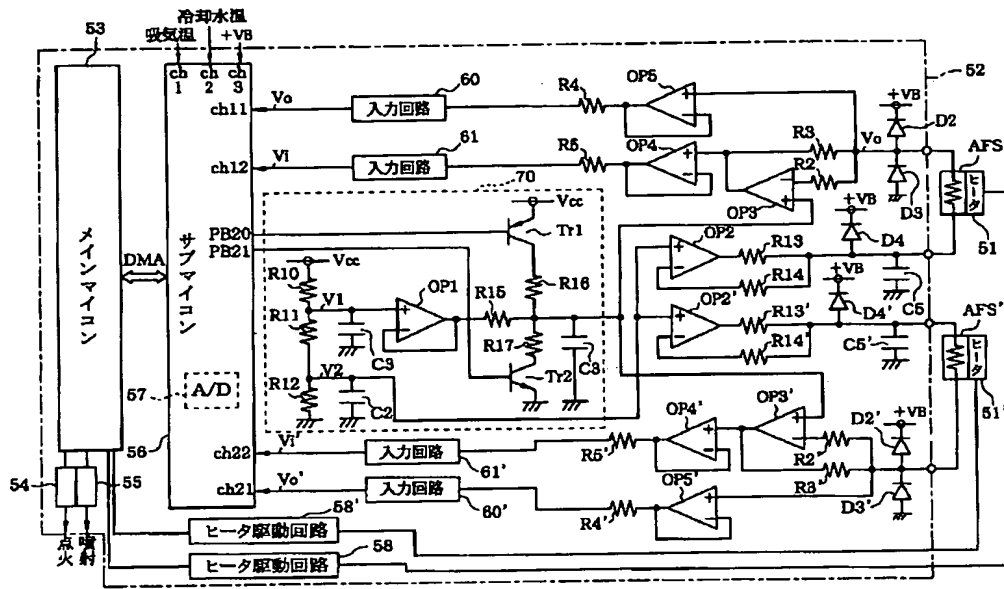 冷却水温
吸気温
+VB
53
ch 1
ch 2
ch 3
52
60
R4
OP5
+VB
ch11
Vo
入力回路
D2
61
R5
OP4
R3
Vo
AFS
ch12
Vi
入力回路
R2
OP3
D3
ヒータ
51
70
Vcc
Tr1
PB20
PB21
OP2
R13
+VB
D4
R14
+VB
C5
メインマイコン
DMA
サブマイコン
Vcc
R10
V1
OP1
R15
R16
OP2'
R13'
D4'
AFS'
R11
C3
R17
C3
R14'
C5'
ヒータ
V2
Tr2
51'
R12
C2
57
A/D
56
OP3'
OP4'
+VB
D2'
ch22
Vi'
入力回路
R5'
R2'
61'
R3'
OP5'
54
55
ch21
Vo'
入力回路
60'
R4'
D3'
58'
ヒータ駆動回路
点火
噴射
58
ヒータ駆動回路